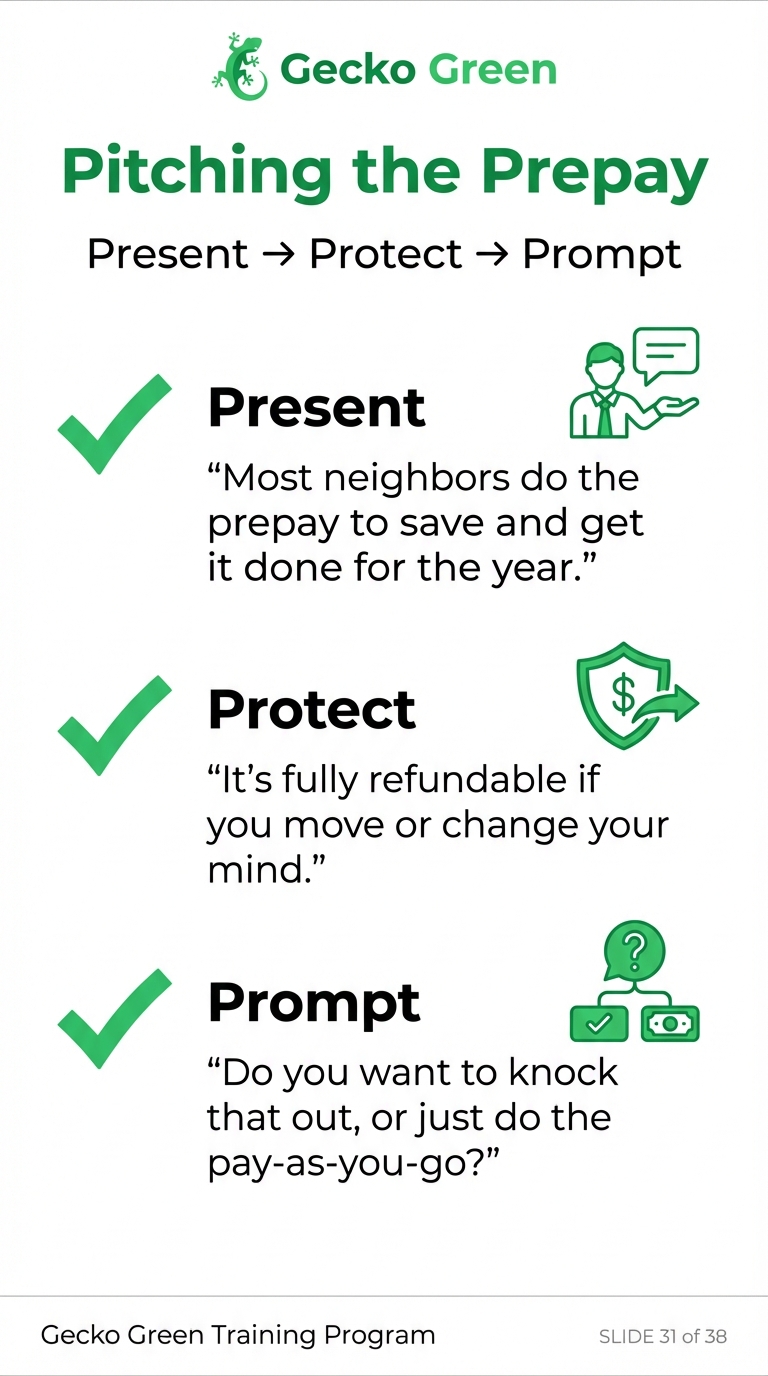 Gecko Green
Pitching the Prepay
Present → Protect → Prompt
Present
“Most neighbors do the
prepay to save and get
it done for the year.”
Protect
$
“It’s fully refundable if
you move or change your
mind.”
?
Prompt
“Do you want to knock
that out, or just do the
pay-as-you-go?”
Gecko Green Training Program
SLIDE 31 of 38